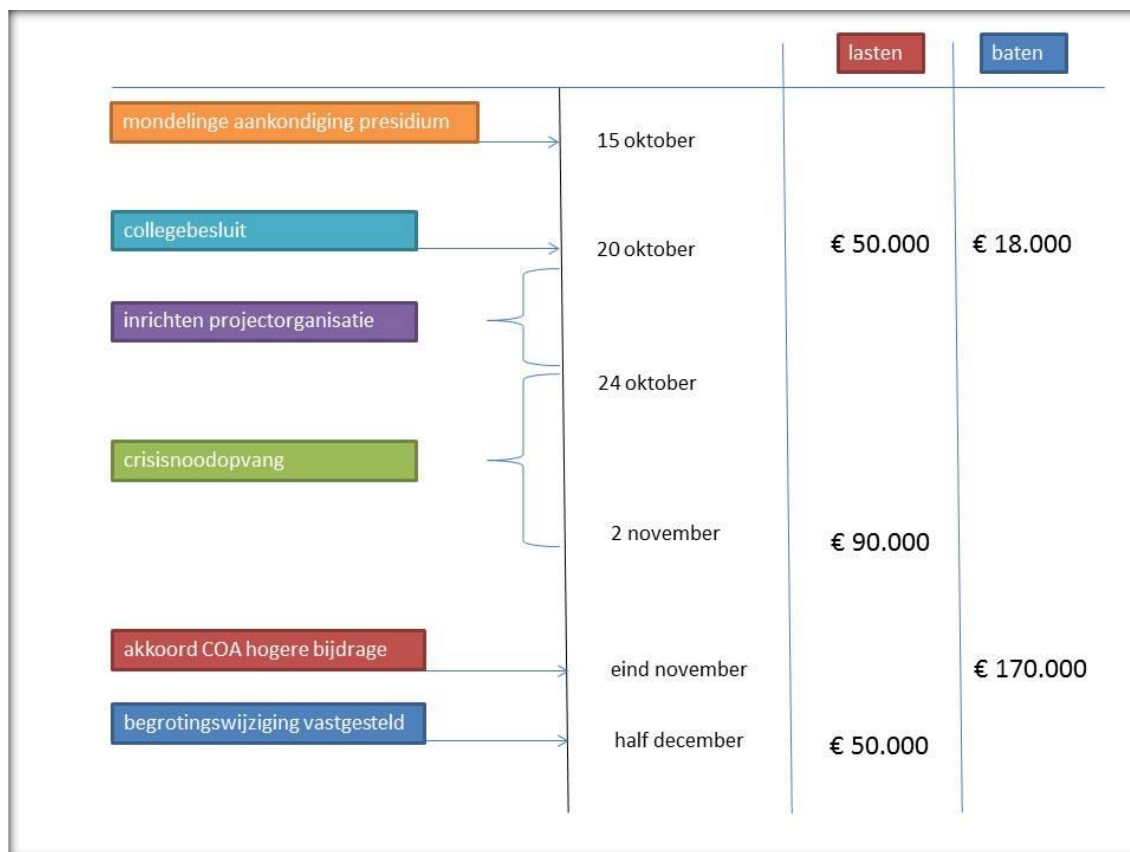 lasten baten
mondelinge aankondiging presidium
15 oktober
collegebesluit
20 oktober € 50.000 € 18.000
inrichten projectorganisatie
24 oktober
crisisnoodopvang
2 november € 90.000
akkoord COA hogere bijdrage
eind november € 170.000
begrotingswijziging vastgesteld
half december € 50.000